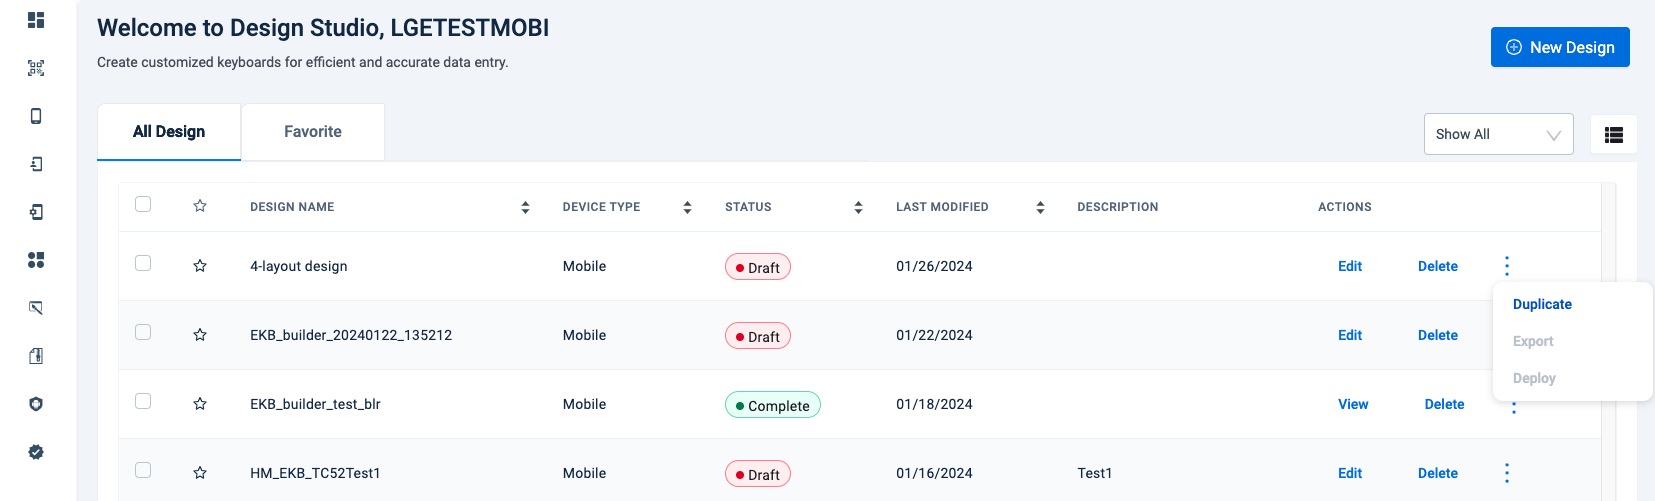 Welcome to Design Studio, LGETESTMOBI
Create customized keyboards for efficient and accurate data entry.
New Design
All Design Favorite
Show All
DESIGN NAME DEVICE TYPE STATUS LAST MODIFIED DESCRIPTION ACTIONS
4-layout design Mobile Draft 01/26/2024 Edit Delete
Duplicate
Export
Deploy
EKB_builder_20240122_135212 Mobile Draft 01/22/2024 Edit Delete
EKB_builder_test_blr Mobile Complete 01/18/2024 View Delete
HM_EKB_TC52Test1 Mobile Draft 01/16/2024 Test1 Edit Delete